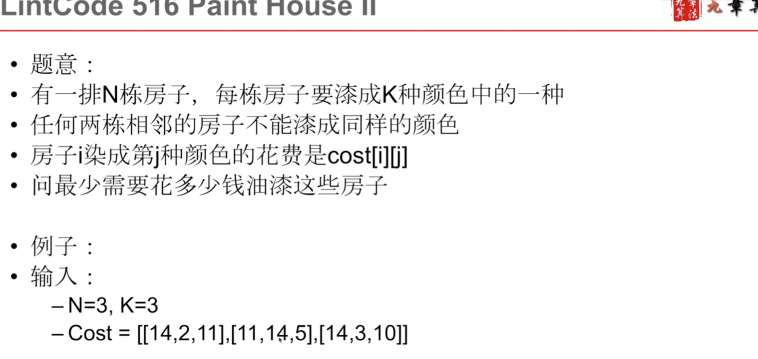 LintCode 516 Paint House II
九章算
• 题意：
• 有一排N栋房子，每栋房子要漆成K种颜色中的一种
• 任何两栋相邻的房子不能漆成同样的颜色
• 房子i染成第j种颜色的花费是cost[i][j]
• 问最少需要花多少钱油漆这些房子
• 例子：
• 输入：
– N=3, K=3
– Cost = [[14,2,11],[11,14,5],[14,3,10]]